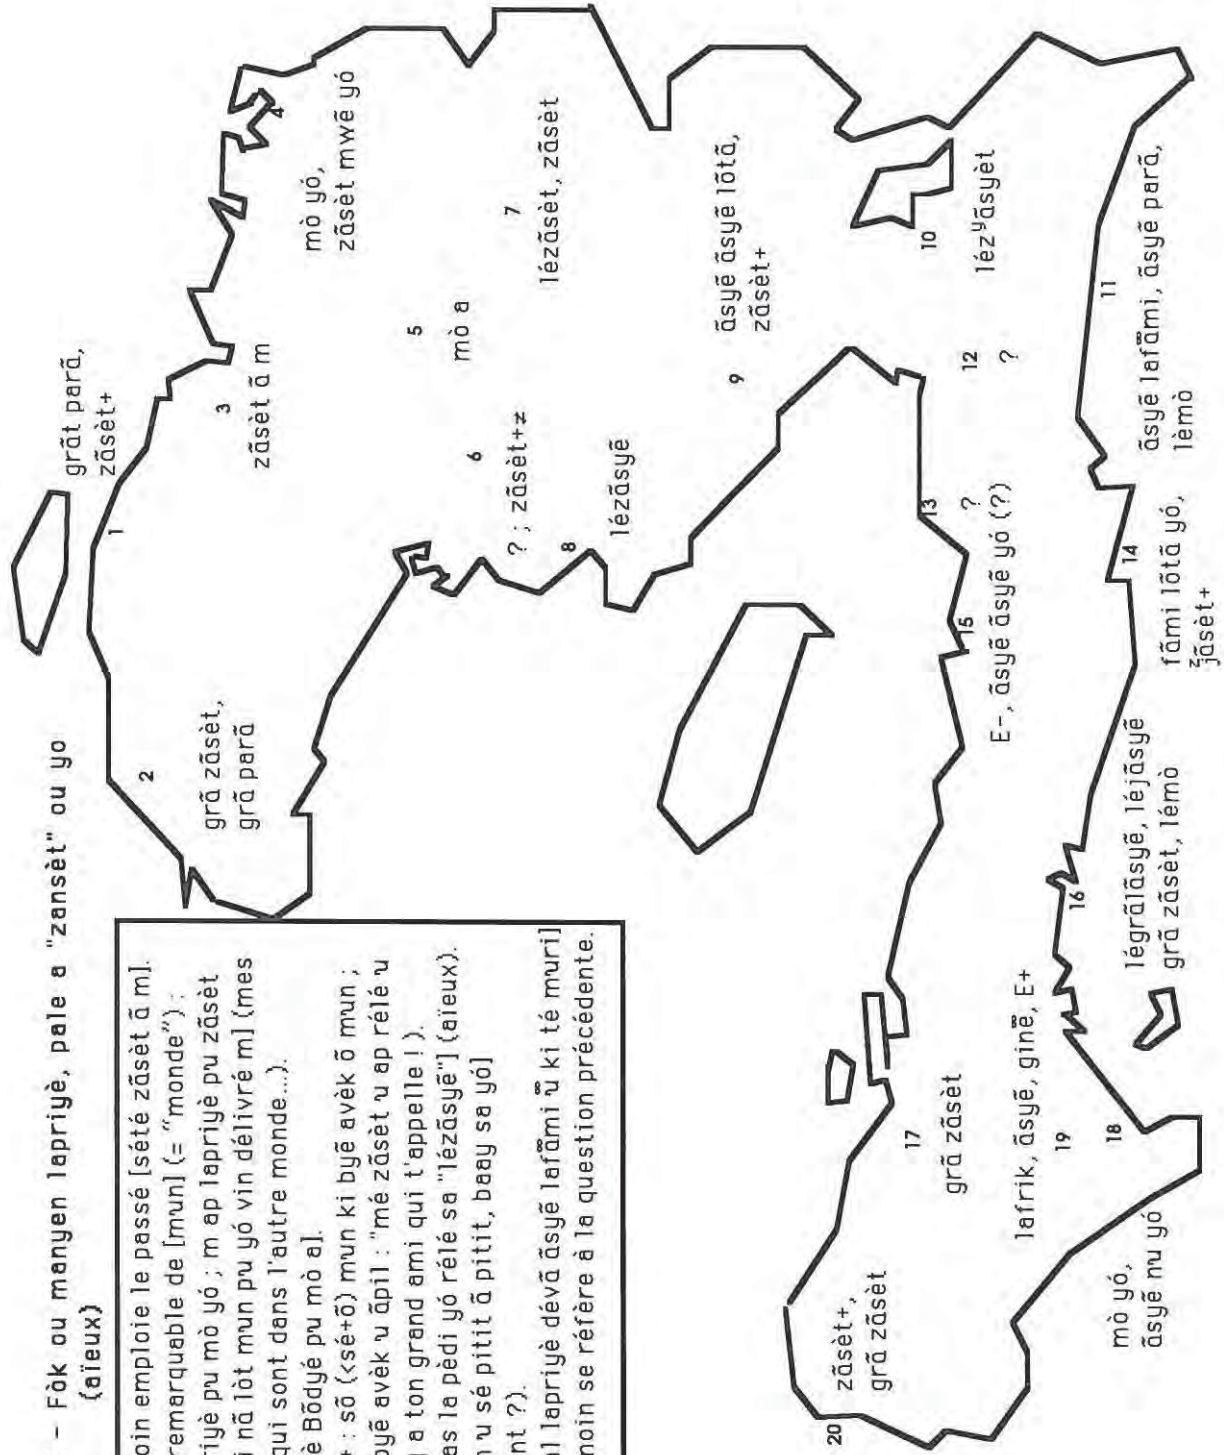 - Fòk ou manyen lapriyè, pale a "zansèt" ou yo
(aïeux)
oin emploie le passé [sété zãsèt ã m].
remarquable de [mun] (= "monde") :
riyè pu mò yó ; m ap lapriyè pu zãsèt
i nã lòt mun pu yó vin délivré m] (mes
qui sont dans l'autre monde...).
è Bõdyé pu mò a].
+ : sõ (<sé+õ) mun ki byẽ avèk õ mun ;
byẽ avèk u ãpil : "mé zãsèt u ap rélé u
a ton grand ami qui t'appelle ! ).
as la pèdi yó rélé sa "lézãsyẽ"] (aïeux).
n u sé pitit ã pitit, baay sa yó]
nt ?).
al lapriyè dévã ãsyẽ lafãmi ũ ki té muri]
moin se réfère à la question précédente.
grãt parã,
zãsèt+
1
2
grã zãsèt,
grã parã
3
zãsèt ã m
4
mò yó,
zãsèt mwẽ yó
5
mò a
6
? ; zãsèt+≠
7
lézãsèt, zãsèt
8
lézãsyẽ
9
ãsyẽ ãsyẽ lõtã,
zãsèt+
10
lézʸãsyèt
11
ãsyẽ lafãmi, ãsyẽ parã,
lèmò
12
?
13
?
14
fãmi lõtã yó,
jãsèt+
15
E-, ãsyẽ ãsyẽ yó (?)
16
légrãlãsyẽ, léjãsyẽ
grã zãsèt, lémò
17
grã zãsèt
18
mò yó,
ãsyẽ nu yó
19
lafrik, ãsyẽ, ginẽ, E+
20
zãsèt+,
grã zãsèt